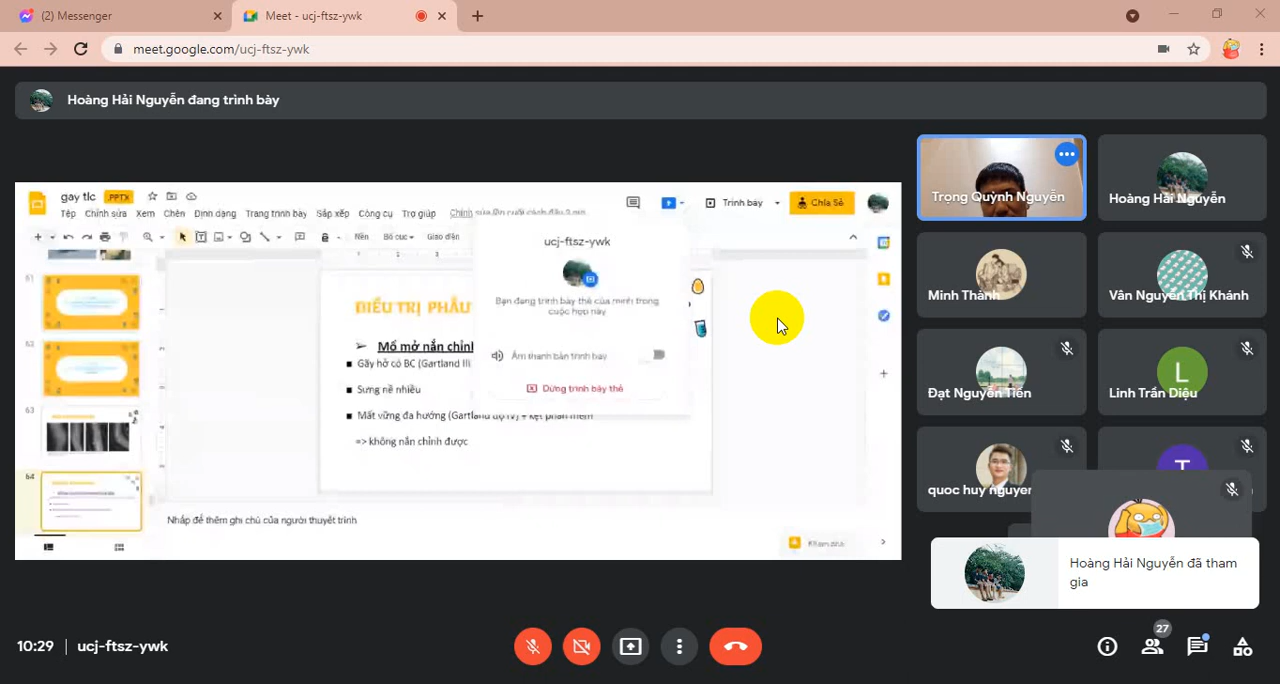 (2) Messenger
Meet - ucj-ftsz-ywk
meet.google.com/ucj-ftsz-ywk
Hoàng Hải Nguyễn đang trình bày
gay tlc .PPTX
Tệp Chỉnh sửa Xem Chèn Định dạng Trang trình bày Sắp xếp Công cụ Trợ giúp
Trình bày
Chia Sẻ
Nền Bố cục Giao diện
61
62
63
64
ĐIỀU TRỊ PHẪU
Mổ mở nắn chỉnh
Gãy hở có BC (Gartland III
Sưng nề nhiều
Mất vững đa hướng (Gartland độ IV) + kẹt phần mềm
=> không nắn chỉnh được
ucj-ftsz-ywk
Bạn đang trình bày thẻ của mình trong
cuộc họp này
Âm thanh bản trình bày
Dừng trình bày thẻ
Nhấp để thêm ghi chú của người thuyết trình
Trọng Quỳnh Nguyễn
Hoàng Hải Nguyễn
Minh Thành
Vân Nguyễn Thị Khánh
Đạt Nguyễn Tiến
L
Linh Trần Diệu
quoc huy nguyen
T
Hoàng Hải Nguyễn đã tham
gia
10:29 | ucj-ftsz-ywk
27